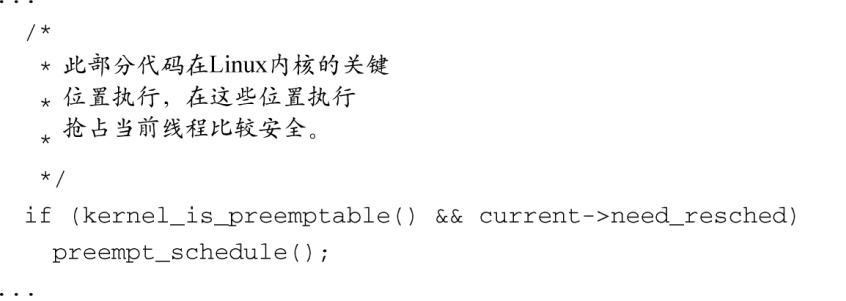 ...
/*
* 此部分代码在Linux内核的关键
* 位置执行，在这些位置执行
* 抢占当前线程比较安全。
*/
if (kernel_is_preemptable() && current->need_resched)
preempt_schedule();
...